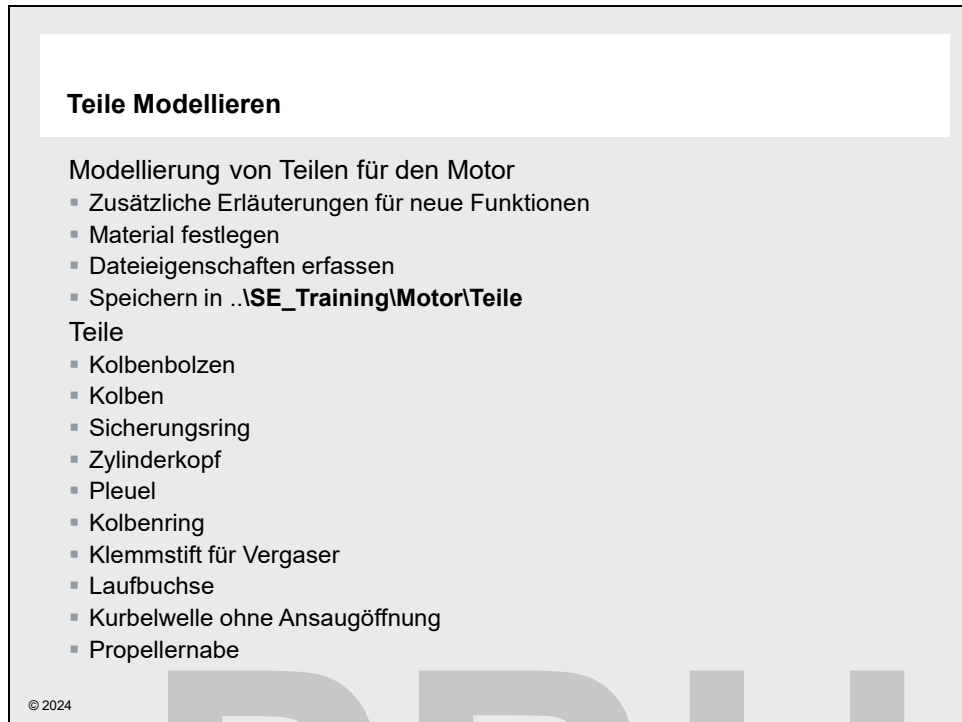 Teile Modellieren
Modellierung von Teilen für den Motor
▪ Zusätzliche Erläuterungen für neue Funktionen
▪ Material festlegen
▪ Dateieigenschaften erfassen
▪ Speichern in ..\SE_Training\Motor\Teile
Teile
▪ Kolbenbolzen
▪ Kolben
▪ Sicherungsring
▪ Zylinderkopf
▪ Pleuel
▪ Kolbenring
▪ Klemmstift für Vergaser
▪ Laufbuchse
▪ Kurbelwelle ohne Ansaugöffnung
▪ Propellernabe
© 2024